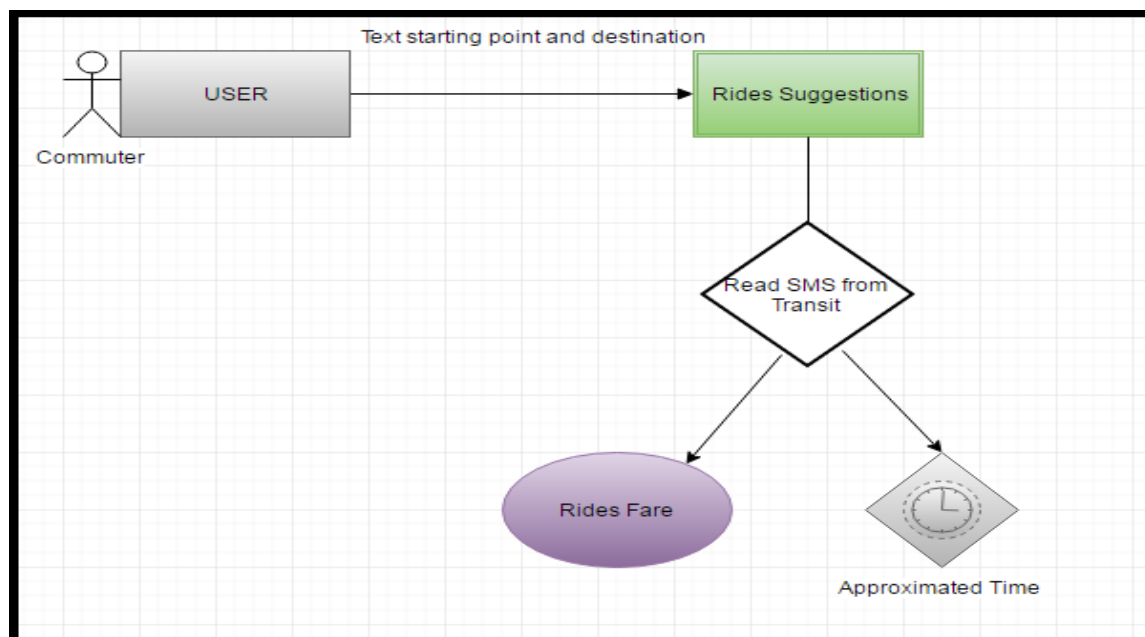 Text starting point and destination
USER
Rides Suggestions
Commuter
Read SMS from
Transit
Rides Fare
Approximated Time